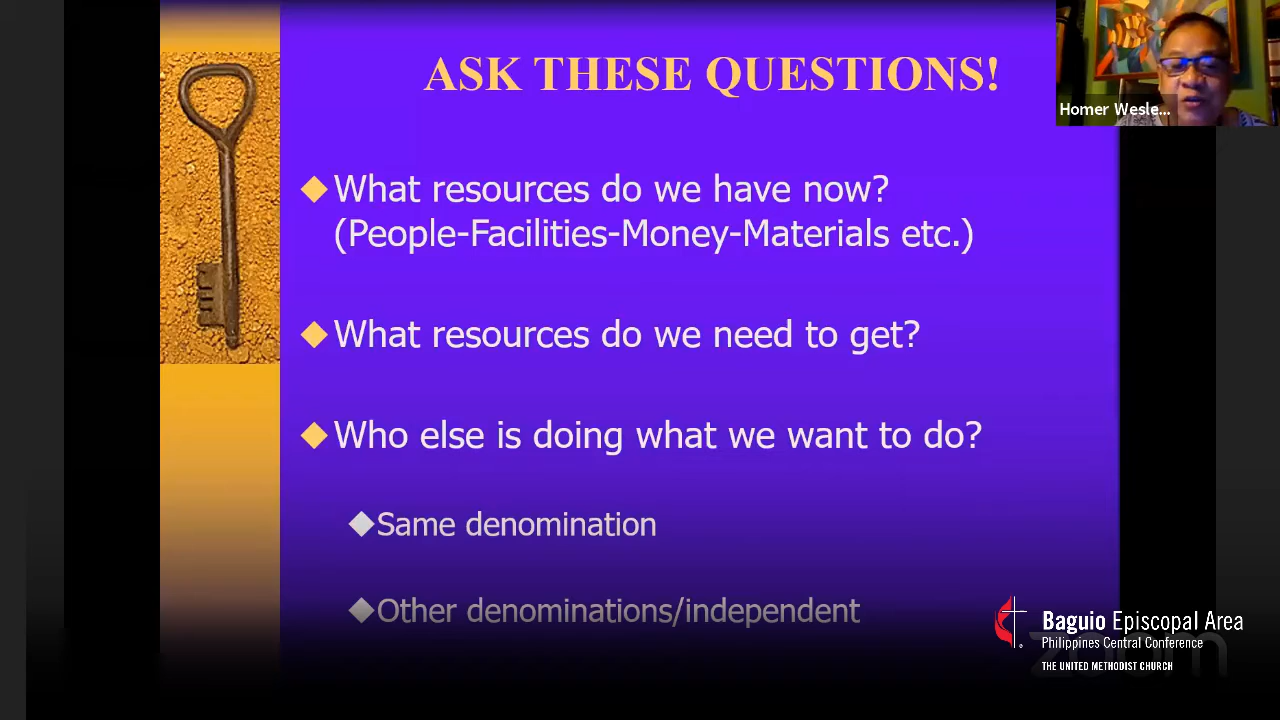 ASK THESE QUESTIONS!
Homer Wesle...
What resources do we have now?
(People-Facilities-Money-Materials etc.)
What resources do we need to get?
Who else is doing what we want to do?
Same denomination
Other denominations/independent
Baguio Episcopal Area
Philippines Central Conference
THE UNITED METHODIST CHURCH
zoom